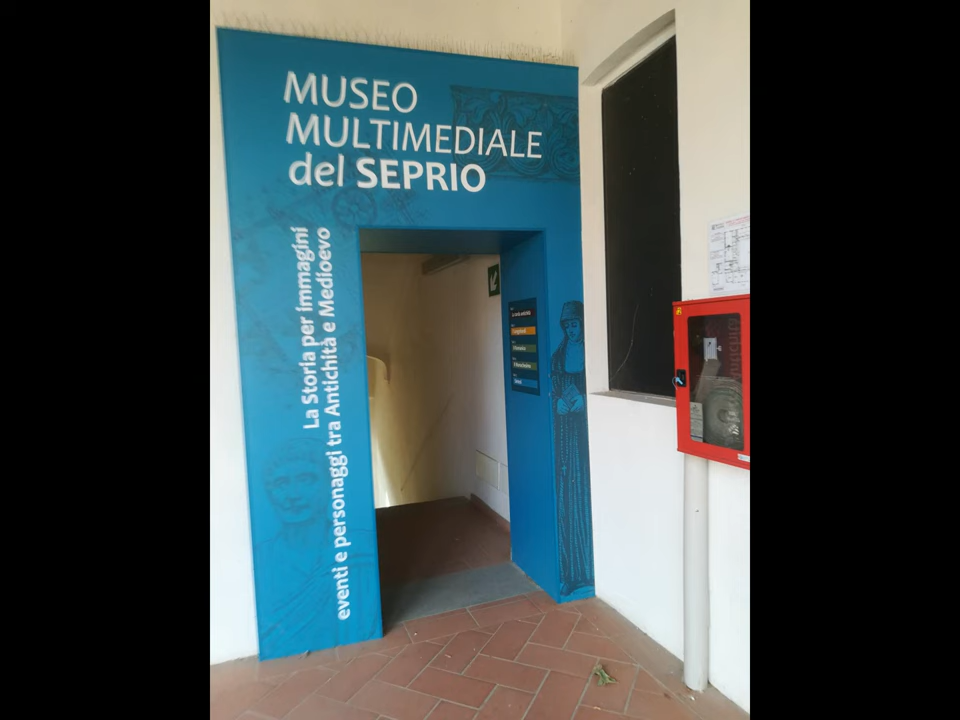 MUSEO
MULTIMEDIALE
del SEPRIO
La Storia per immagini
eventi e personaggi tra Antichità e Medioevo